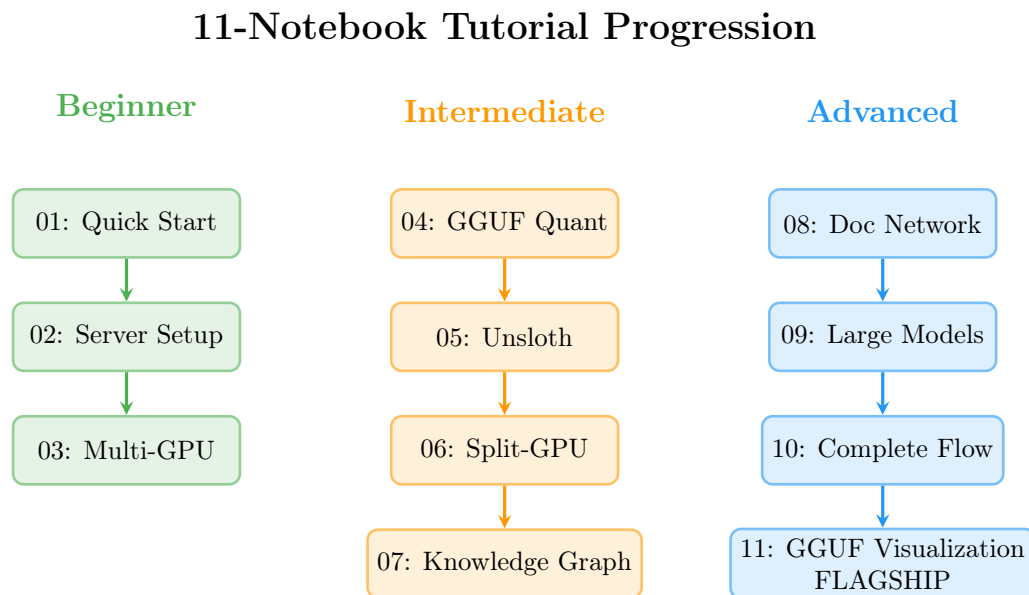 11-Notebook Tutorial Progression
Beginner
Intermediate
Advanced
01: Quick Start
02: Server Setup
03: Multi-GPU
04: GGUF Quant
05: Unsloth
06: Split-GPU
07: Knowledge Graph
08: Doc Network
09: Large Models
10: Complete Flow
11: GGUF Visualization
FLAGSHIP